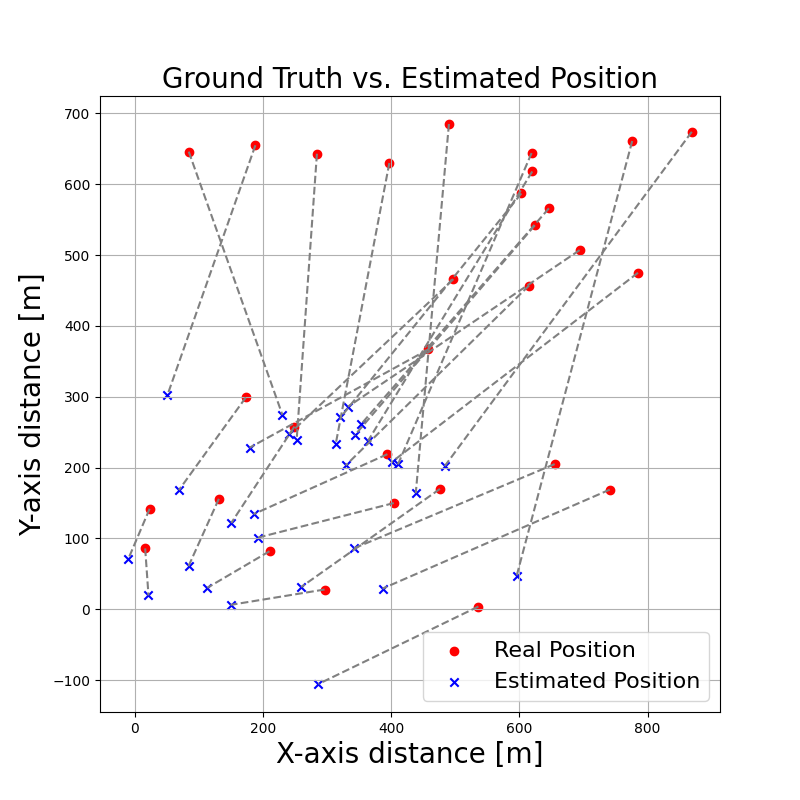 Ground Truth vs. Estimated Position
Y-axis distance [m]
700
600
500
400
300
200
100
0
−100
Real Position
Estimated Position
0 200 400 600 800
X-axis distance [m]